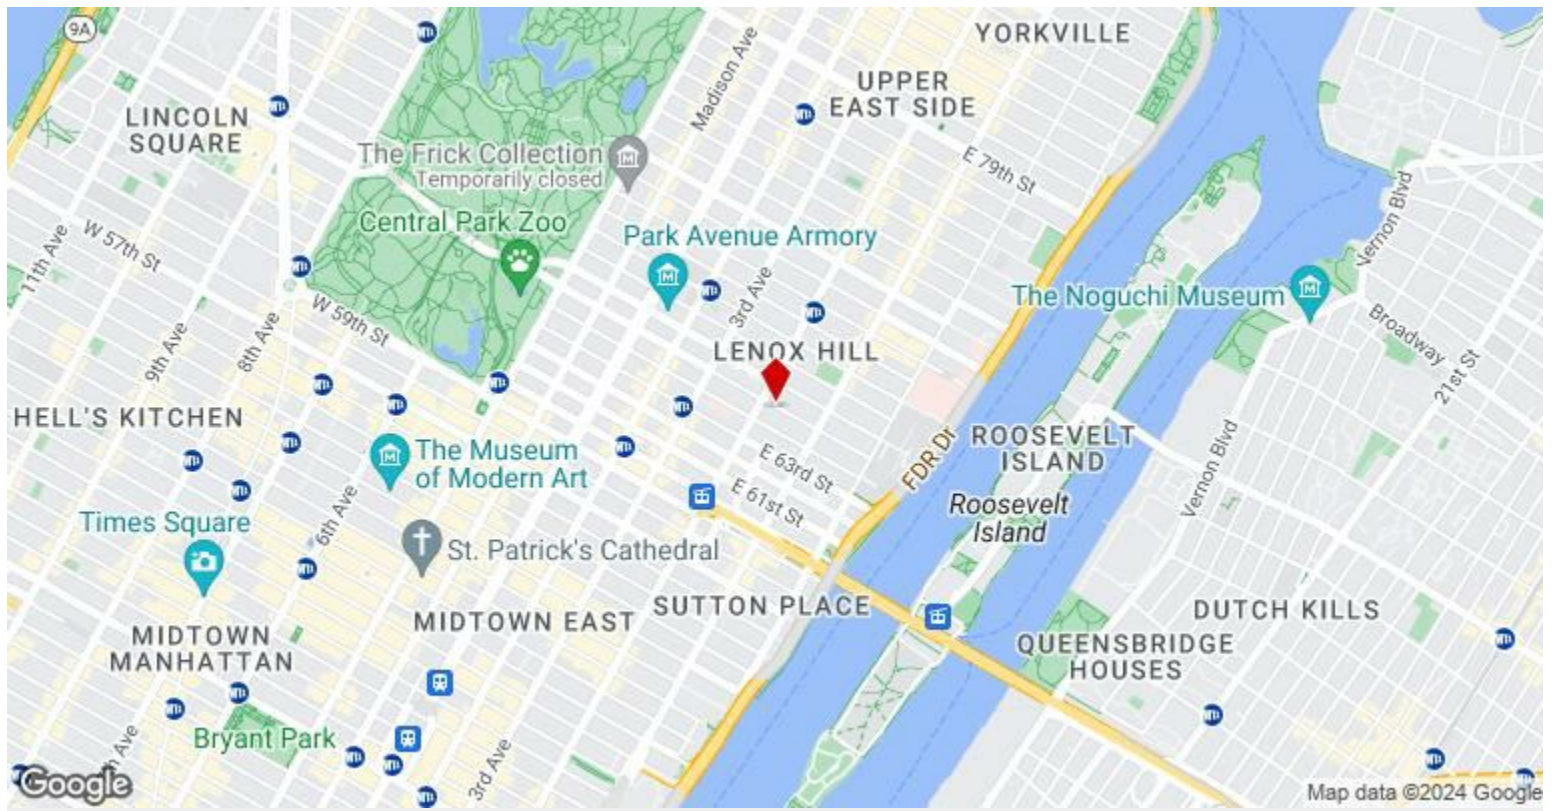 9A
YORKVILLE
Madison Ave
UPPER
EAST SIDE
LINCOLN
SQUARE
The Frick Collection
Temporarily closed
E 79th St
Central Park Zoo
Park Avenue Armory
Vernon Blvd
W 57th St
11th Ave
3rd Ave
The Noguchi Museum
W 59th St
Broadway
8th Ave
9th Ave
LENOX HILL
21st St
HELL'S KITCHEN
The Museum
of Modern Art
ROOSEVELT
ISLAND
FDR Dr
E 63rd St
Vernon Blvd
E 61st St
Roosevelt
Island
6th Ave
Times Square
St. Patrick's Cathedral
SUTTON PLACE
DUTCH KILLS
MIDTOWN EAST
MIDTOWN
MANHATTAN
QUEENSBRIDGE
HOUSES
Bryant Park
3rd Ave
Ave
Google
Map data ©2024 Google